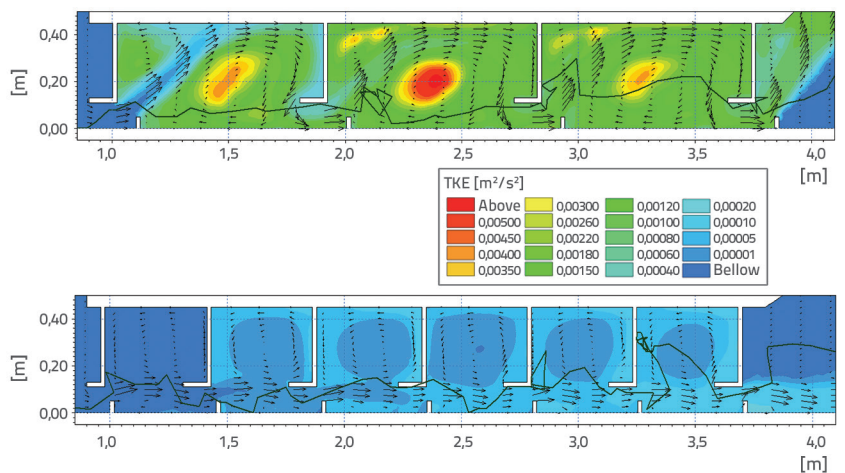 0,40
0,20
0,00
[m]
1,0 1,5 2,0 2,5 3,0 3,5 4,0
[m]
TKE [m²/s²]
Above 0,00300 0,00120 0,00020
0,00500 0,00260 0,00100 0,00010
0,00450 0,00220 0,00080 0,00005
0,00400 0,00180 0,00060 0,00001
0,00350 0,00150 0,00040 Bellow
0,40
0,20
0,00
[m]
1,0 1,5 2,0 2,5 3,0 3,5 4,0
[m]